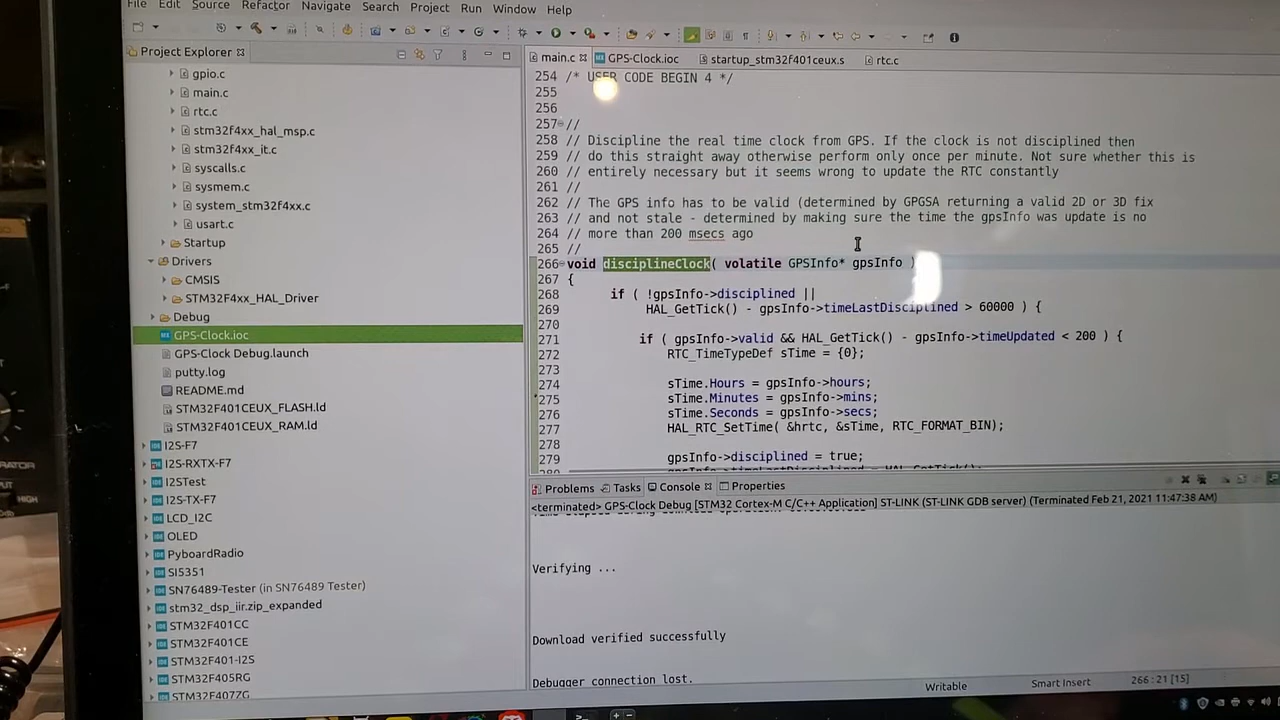 File Edit Source Refactor Navigate Search Project Run Window Help
Project Explorer
gpio.c
main.c
rtc.c
stm32f4xx_hal_msp.c
stm32f4xx_it.c
syscalls.c
sysmem.c
system_stm32f4xx.c
usart.c
Startup
Drivers
CMSIS
STM32F4xx_HAL_Driver
Debug
GPS-Clock.ioc
GPS-Clock Debug.launch
putty.log
README.md
STM32F401CEUX_FLASH.ld
STM32F401CEUX_RAM.ld
I2S-F7
I2S-RXTX-F7
I2STest
I2S-TX-F7
LCD_I2C
OLED
PyboardRadio
SI5351
SN76489-Tester (in SN76489 Tester)
stm32_dsp_iir.zip_expanded
STM32F401CC
STM32F401CE
STM32F401-I2S
STM32F405RG
STM32F407ZG
main.c GPS-Clock.ioc startup_stm32f401ceux.s rtc.c
254 /* USER CODE BEGIN 4 */
255
256
257 //
258 // Discipline the real time clock from GPS. If the clock is not disciplined then
259 // do this straight away otherwise perform only once per minute. Not sure whether this is
260 // entirely necessary but it seems wrong to update the RTC constantly
261 //
262 // The GPS info has to be valid (determined by GPGSA returning a valid 2D or 3D fix
263 // and not stale - determined by making sure the time the gpsInfo was update is no
264 // more than 200 msecs ago
265 //
266 void disciplineClock( volatile GPSInfo* gpsInfo )
267 {
268 if ( !gpsInfo->disciplined ||
269 HAL_GetTick() - gpsInfo->timeLastDisciplined > 60000 ) {
270
271 if ( gpsInfo->valid && HAL_GetTick() - gpsInfo->timeUpdated < 200 ) {
272 RTC_TimeTypeDef sTime = {0};
273
274 sTime.Hours = gpsInfo->hours;
275 sTime.Minutes = gpsInfo->mins;
276 sTime.Seconds = gpsInfo->secs;
277 HAL_RTC_SetTime( &hrtc, &sTime, RTC_FORMAT_BIN);
278
279 gpsInfo->disciplined = true;
Problems Tasks Console Properties
<terminated> GPS-Clock Debug [STM32 Cortex-M C/C++ Application] ST-LINK (ST-LINK GDB server) (Terminated Feb 21, 2021 11:47:38 AM)
Verifying ...
Download verified successfully
Debugger connection lost.
Writable Smart Insert 266 : 21 [15]
HIGH